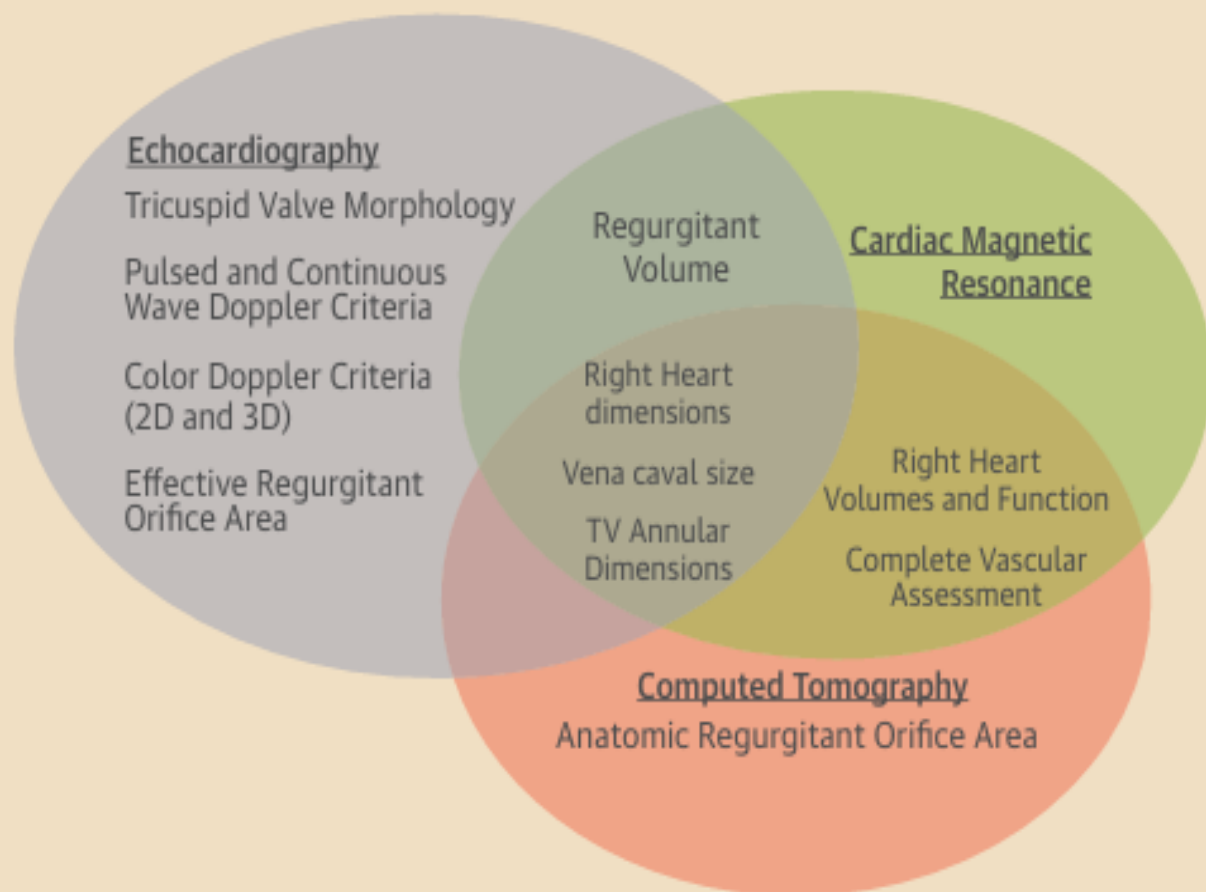 Echocardiography
Tricuspid Valve Morphology
Pulsed and Continuous
Wave Doppler Criteria
Color Doppler Criteria
(2D and 3D)
Effective Regurgitant
Orifice Area
Regurgitant
Volume
Cardiac Magnetic
Resonance
Right Heart
dimensions
Vena caval size
TV Annular
Dimensions
Right Heart
Volumes and Function
Complete Vascular
Assessment
Computed Tomography
Anatomic Regurgitant Orifice Area